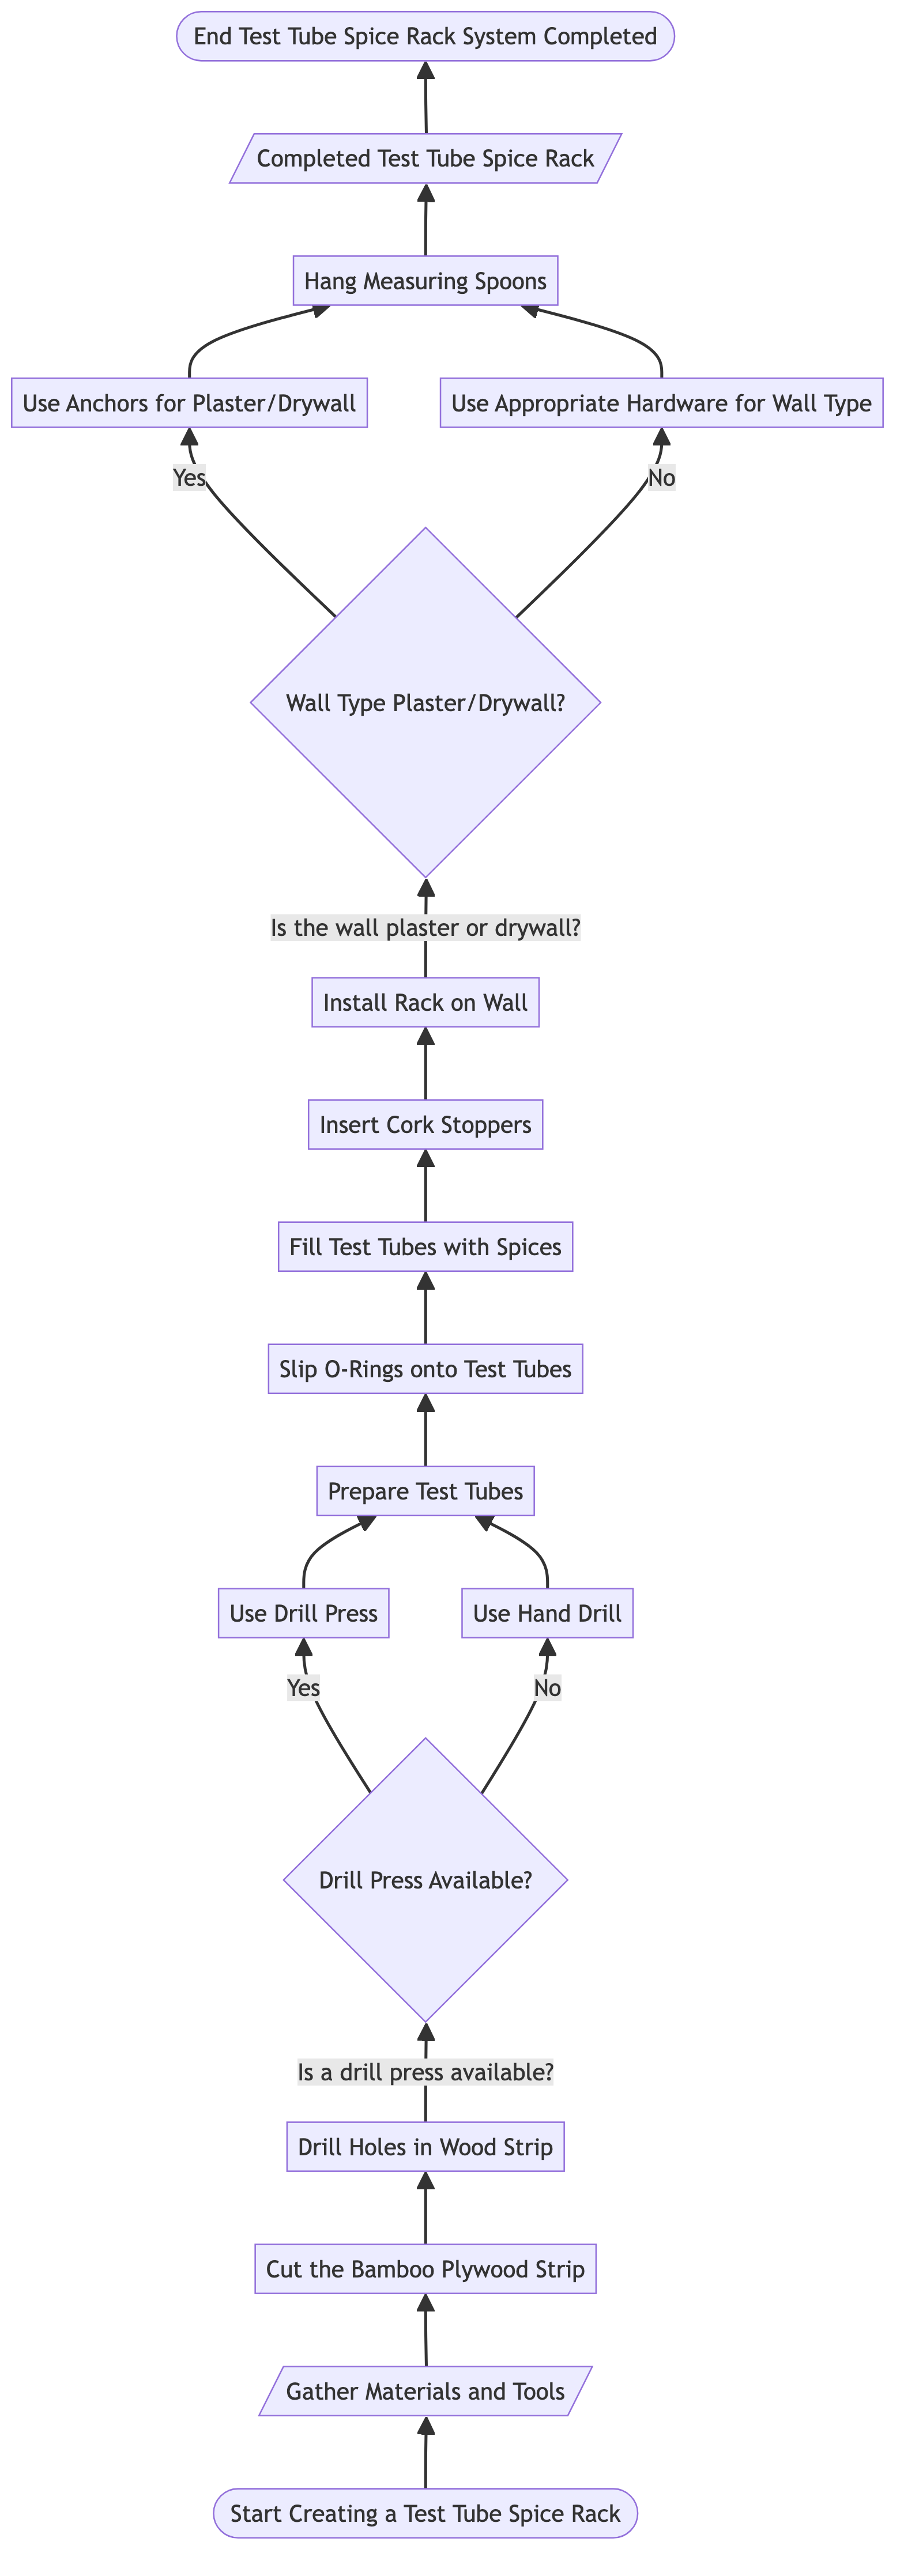 End Test Tube Spice Rack System Completed
Completed Test Tube Spice Rack
Hang Measuring Spoons
Use Anchors for Plaster/Drywall
Use Appropriate Hardware for Wall Type
Yes
No
Wall Type Plaster/Drywall?
Is the wall plaster or drywall?
Install Rack on Wall
Insert Cork Stoppers
Fill Test Tubes with Spices
Slip O-Rings onto Test Tubes
Prepare Test Tubes
Use Drill Press
Use Hand Drill
Yes
No
Drill Press Available?
Is a drill press available?
Drill Holes in Wood Strip
Cut the Bamboo Plywood Strip
Gather Materials and Tools
Start Creating a Test Tube Spice Rack